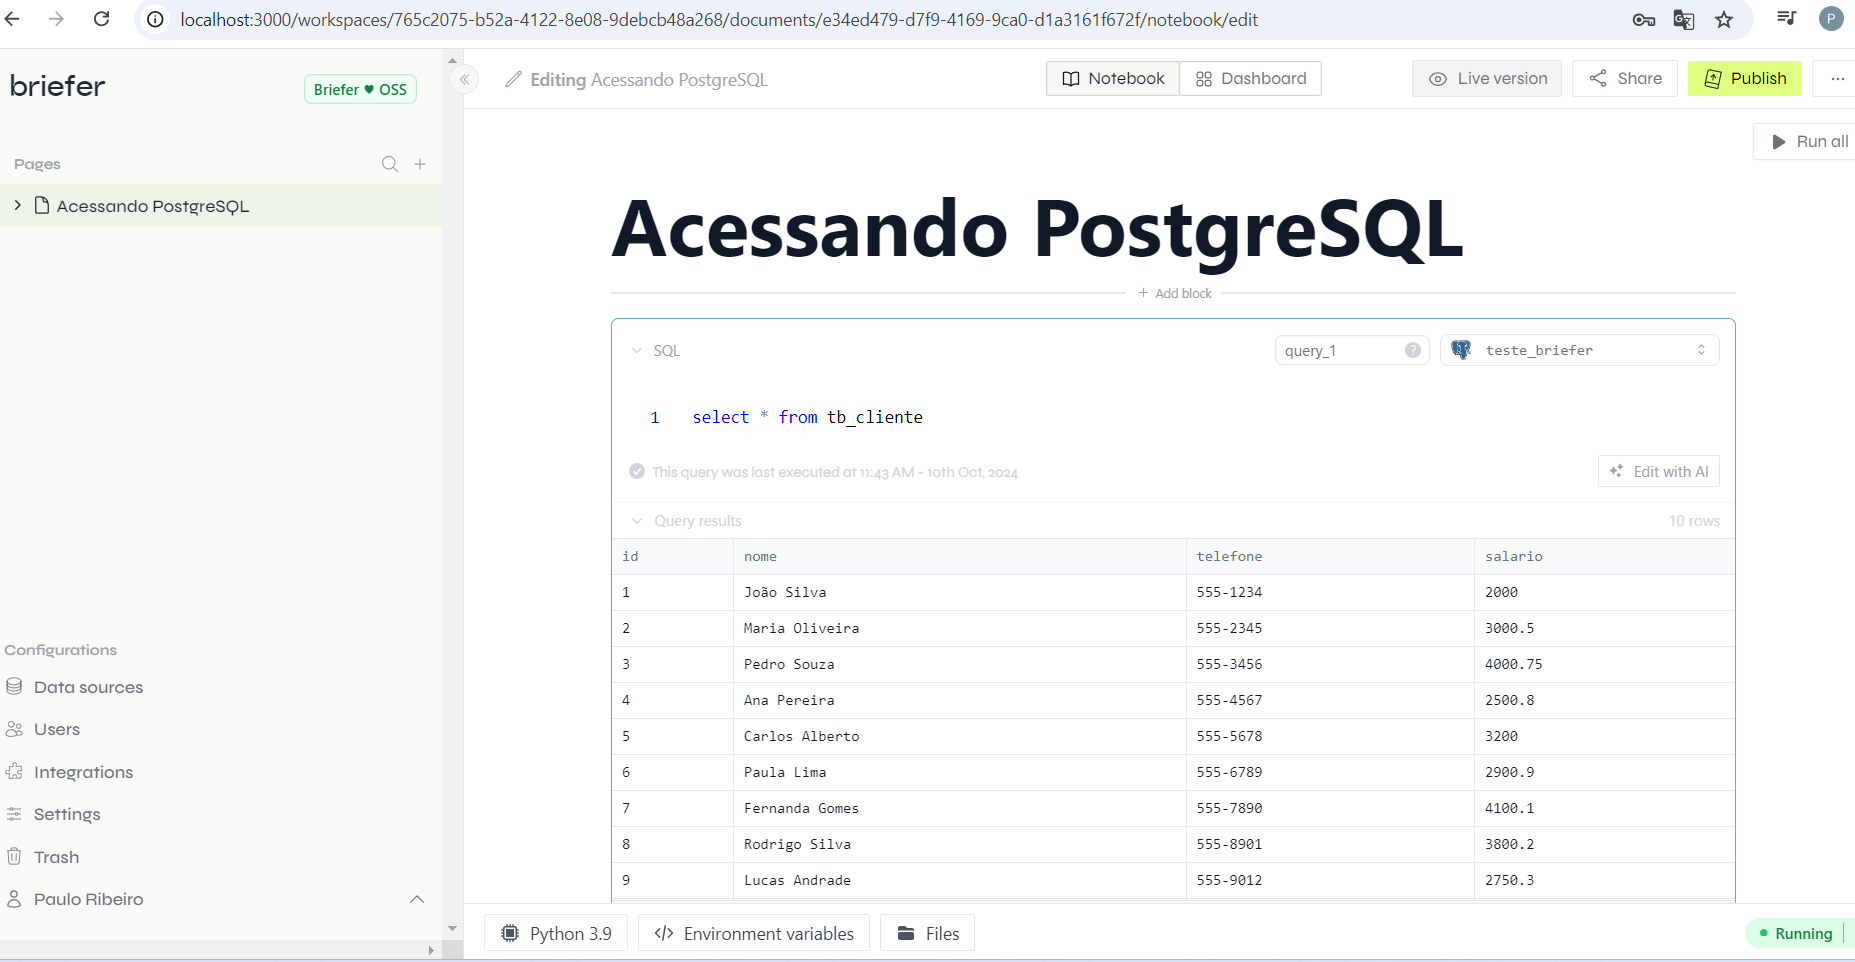 localhost:3000/workspaces/765c2075-b52a-4122-8e08-9debcb48a268/documents/e34ed479-d7f9-4169-9ca0-d1a3161f672f/notebook/edit
P
briefer
Briefer ♥ OSS
Editing Acessando PostgreSQL
Notebook
Dashboard
Live version
Share
Publish
...
Run all
Pages
Acessando PostgreSQL
Acessando PostgreSQL
+ Add block
SQL
query_1
?
teste_briefer
1 select * from tb_cliente
This query was last executed at 11:43 AM - 10th Oct, 2024
Edit with AI
Query results
10 rows
id nome telefone salario
1 João Silva 555-1234 2000
2 Maria Oliveira 555-2345 3000.5
3 Pedro Souza 555-3456 4000.75
4 Ana Pereira 555-4567 2500.8
5 Carlos Alberto 555-5678 3200
6 Paula Lima 555-6789 2900.9
7 Fernanda Gomes 555-7890 4100.1
8 Rodrigo Silva 555-8901 3800.2
9 Lucas Andrade 555-9012 2750.3
Configurations
Data sources
Users
Integrations
Settings
Trash
Paulo Ribeiro
Python 3.9
Environment variables
Files
Running